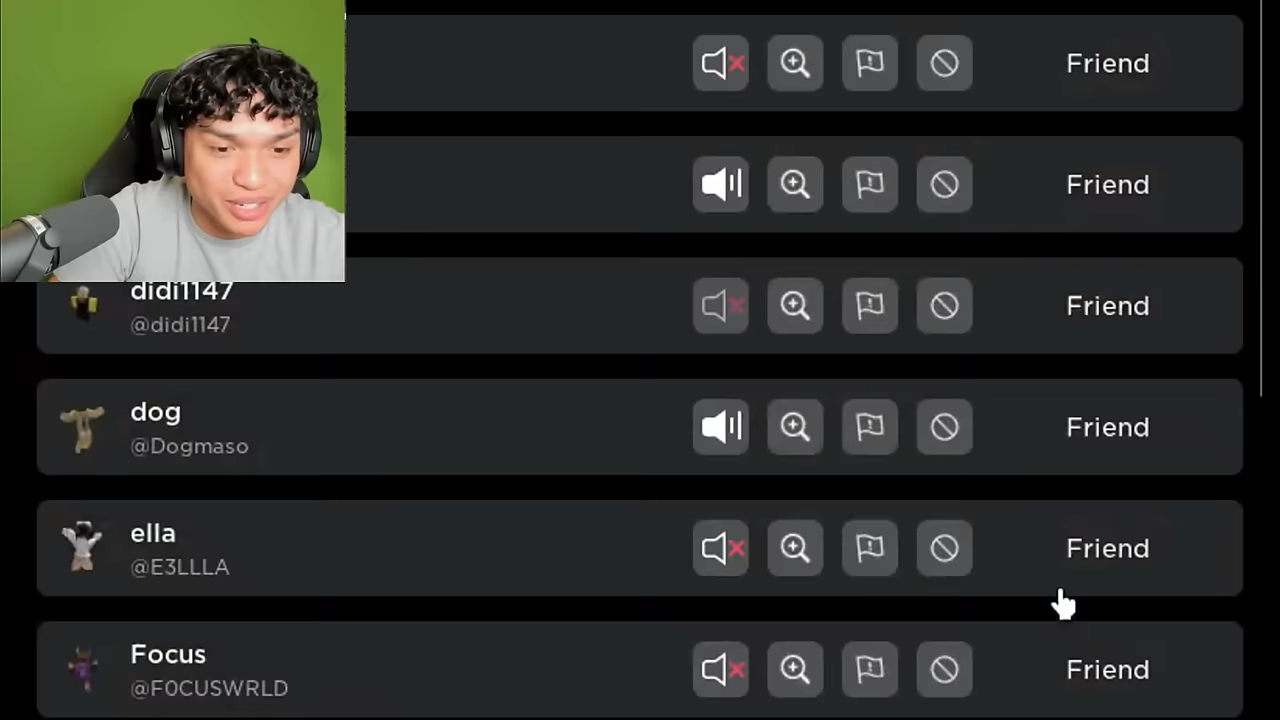 Friend
Friend
didi1147
@didi1147
Friend
dog
@Dogmaso
Friend
ella
@E3LLLA
Friend
Focus
@F0CUSWRLD
Friend